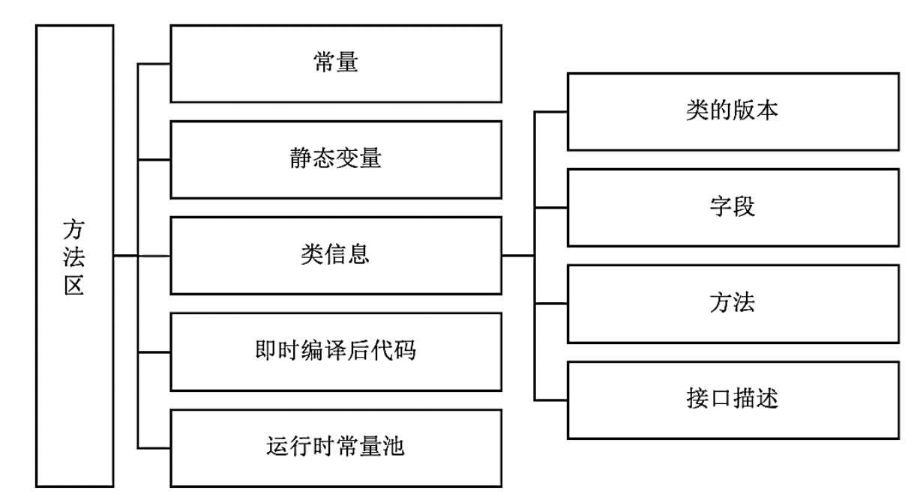 方法区
常量
静态变量
类信息
即时编译后代码
运行时常量池
类的版本
字段
方法
接口描述